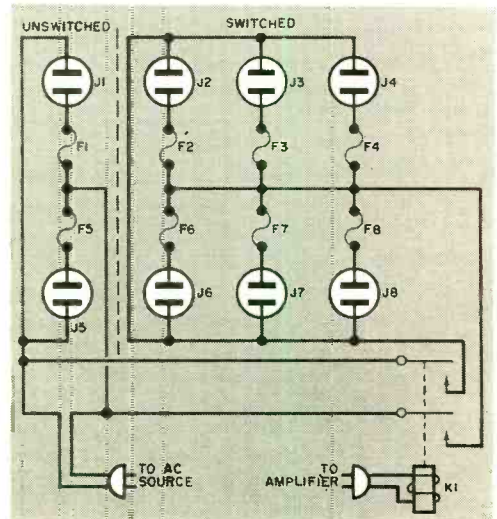 UNSWITCHED SWITCHED
J1 J2 J3 J4
F1 F2 F3 F4
F5 F6 F7 F8
J5 J6 J7 J8
TO AC
SOURCE
TO
AMPLIFIER
K1